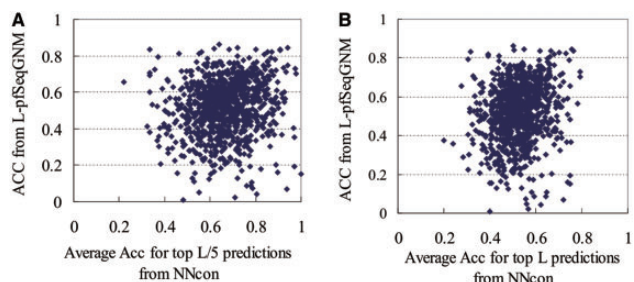 A
ACC from L-pfSeqGNM
1
0.8
0.6
0.4
0.2
0
0 0.2 0.4 0.6 0.8 1
Average Acc for top L/5 predictions
from NNcon
B
ACC from L-pfSeqGNM
1
0.8
0.6
0.4
0.2
0
0 0.2 0.4 0.6 0.8 1
Average Acc for top L predictions
from NNcon